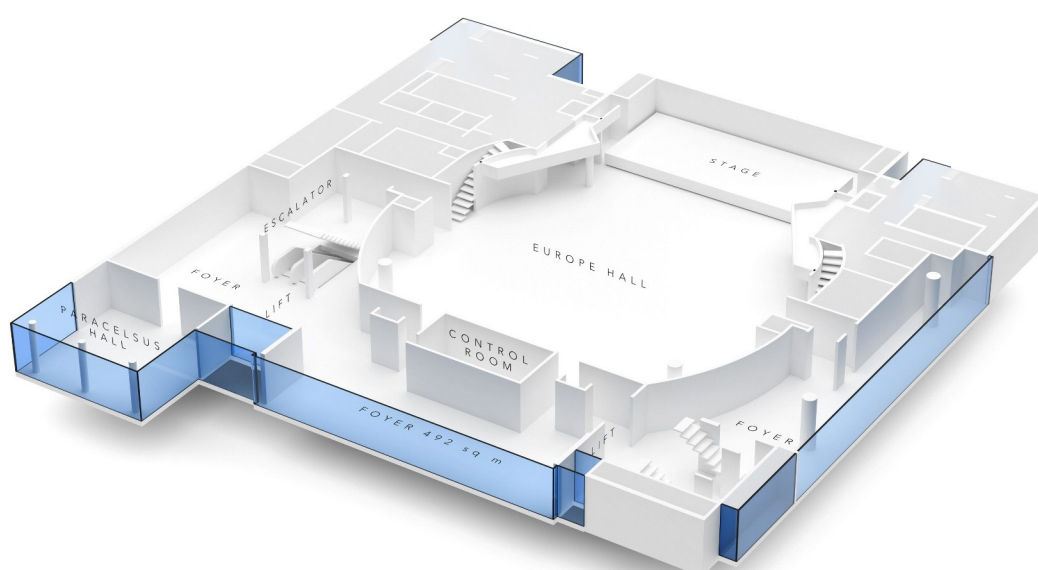 STAGE
ESCALATOR
EUROPE HALL
FOYER
LIFT
PARACELSUS
HALL
CONTROL
ROOM
FOYER 492 sq m
LIFT
FOYER